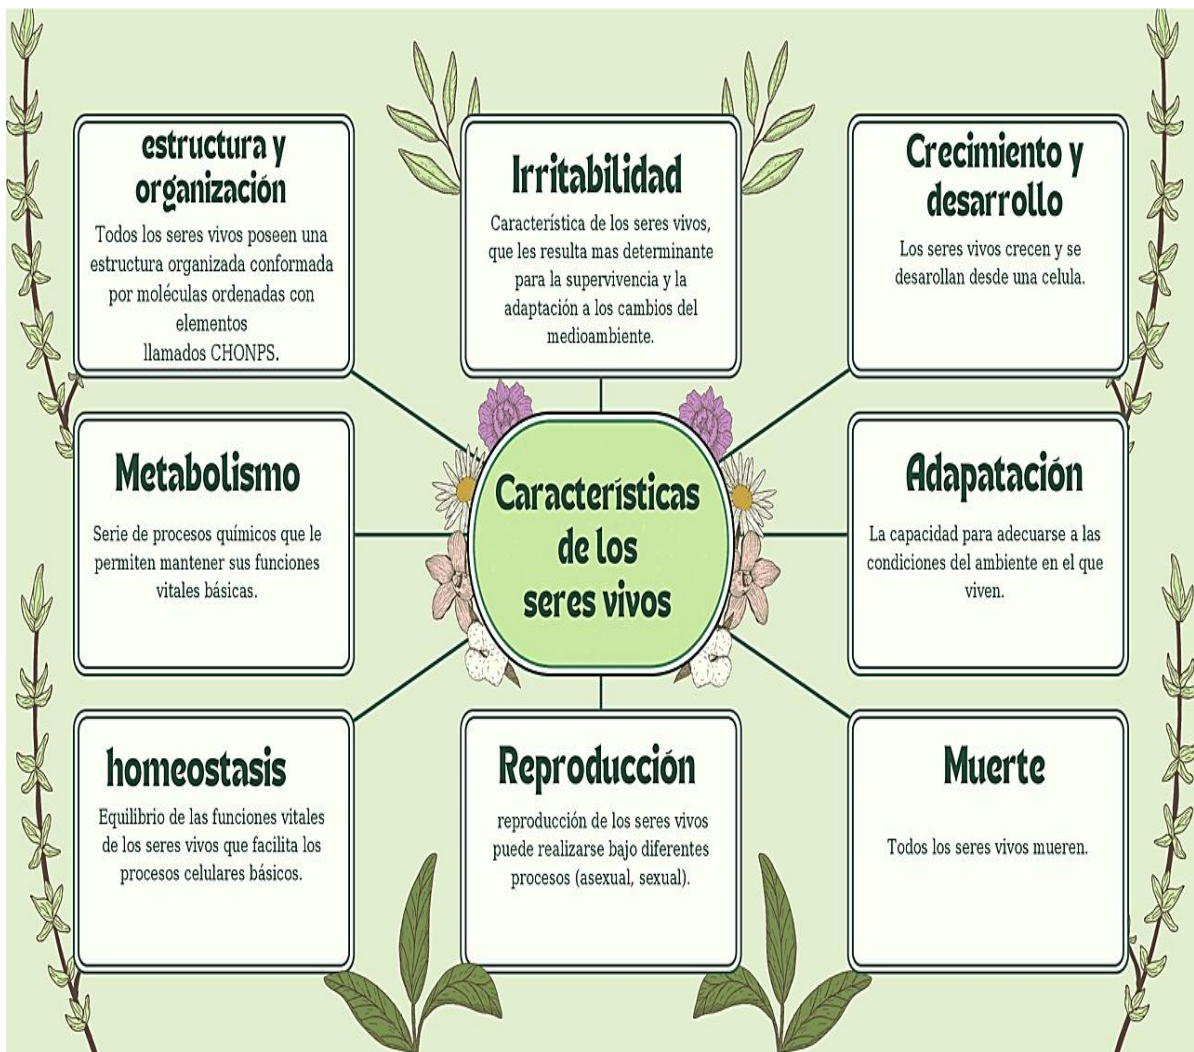 estructura y
organización
Todos los seres vivos poseen una
estructura organizada conformada
por moléculas ordenadas con
elementos
llamados CHONPS.
Irritabilidad
Característica de los seres vivos,
que les resulta mas determinante
para la supervivencia y la
adaptación a los cambios del
medioambiente.
Crecimiento y
desarrollo
Los seres vivos crecen y se
desarollan desde una celula.
Metabolismo
Serie de procesos químicos que le
permiten mantener sus funciones
vitales básicas.
Características
de los
seres vivos
Adapatación
La capacidad para adecuarse a las
condiciones del ambiente en el que
viven.
homeostasis
Equilibrio de las funciones vitales
de los seres vivos que facilita los
procesos celulares básicos.
Reproducción
reproducción de los seres vivos
puede realizarse bajo diferentes
procesos (asexual, sexual).
Muerte
Todos los seres vivos mueren.